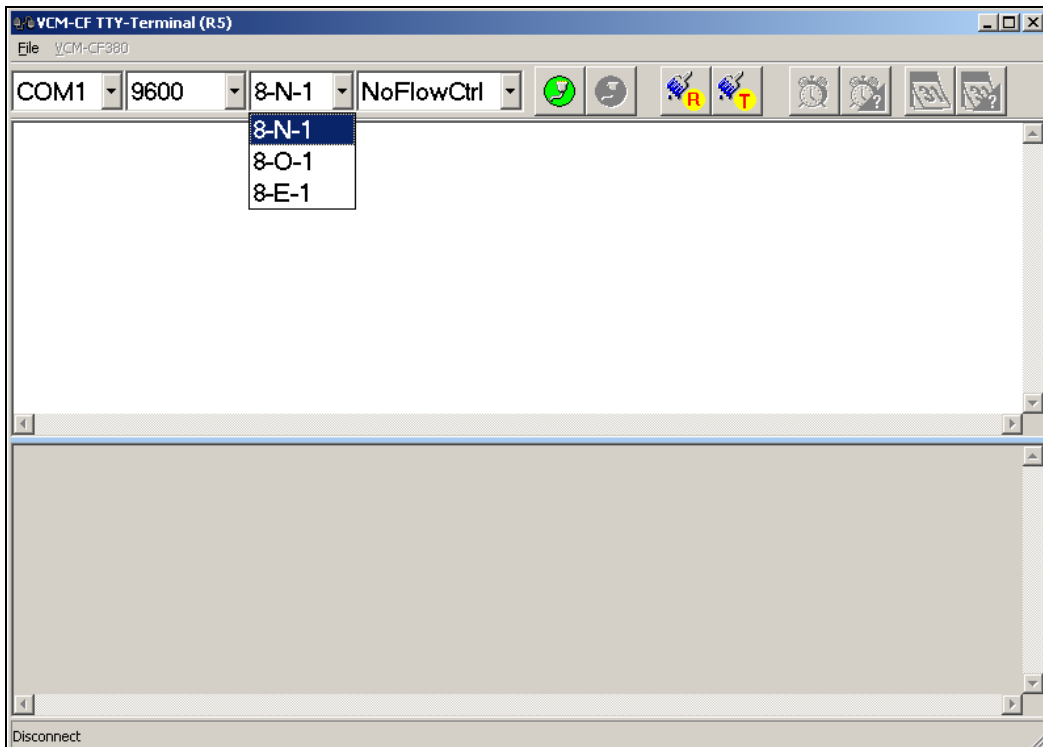 VCM-CF TTY-Terminal (R5)
File VCM-CF380
COM1 9600 8-N-1 NoFlowCtrl R T ? 31 ?
8-N-1
8-O-1
8-E-1
Disconnect